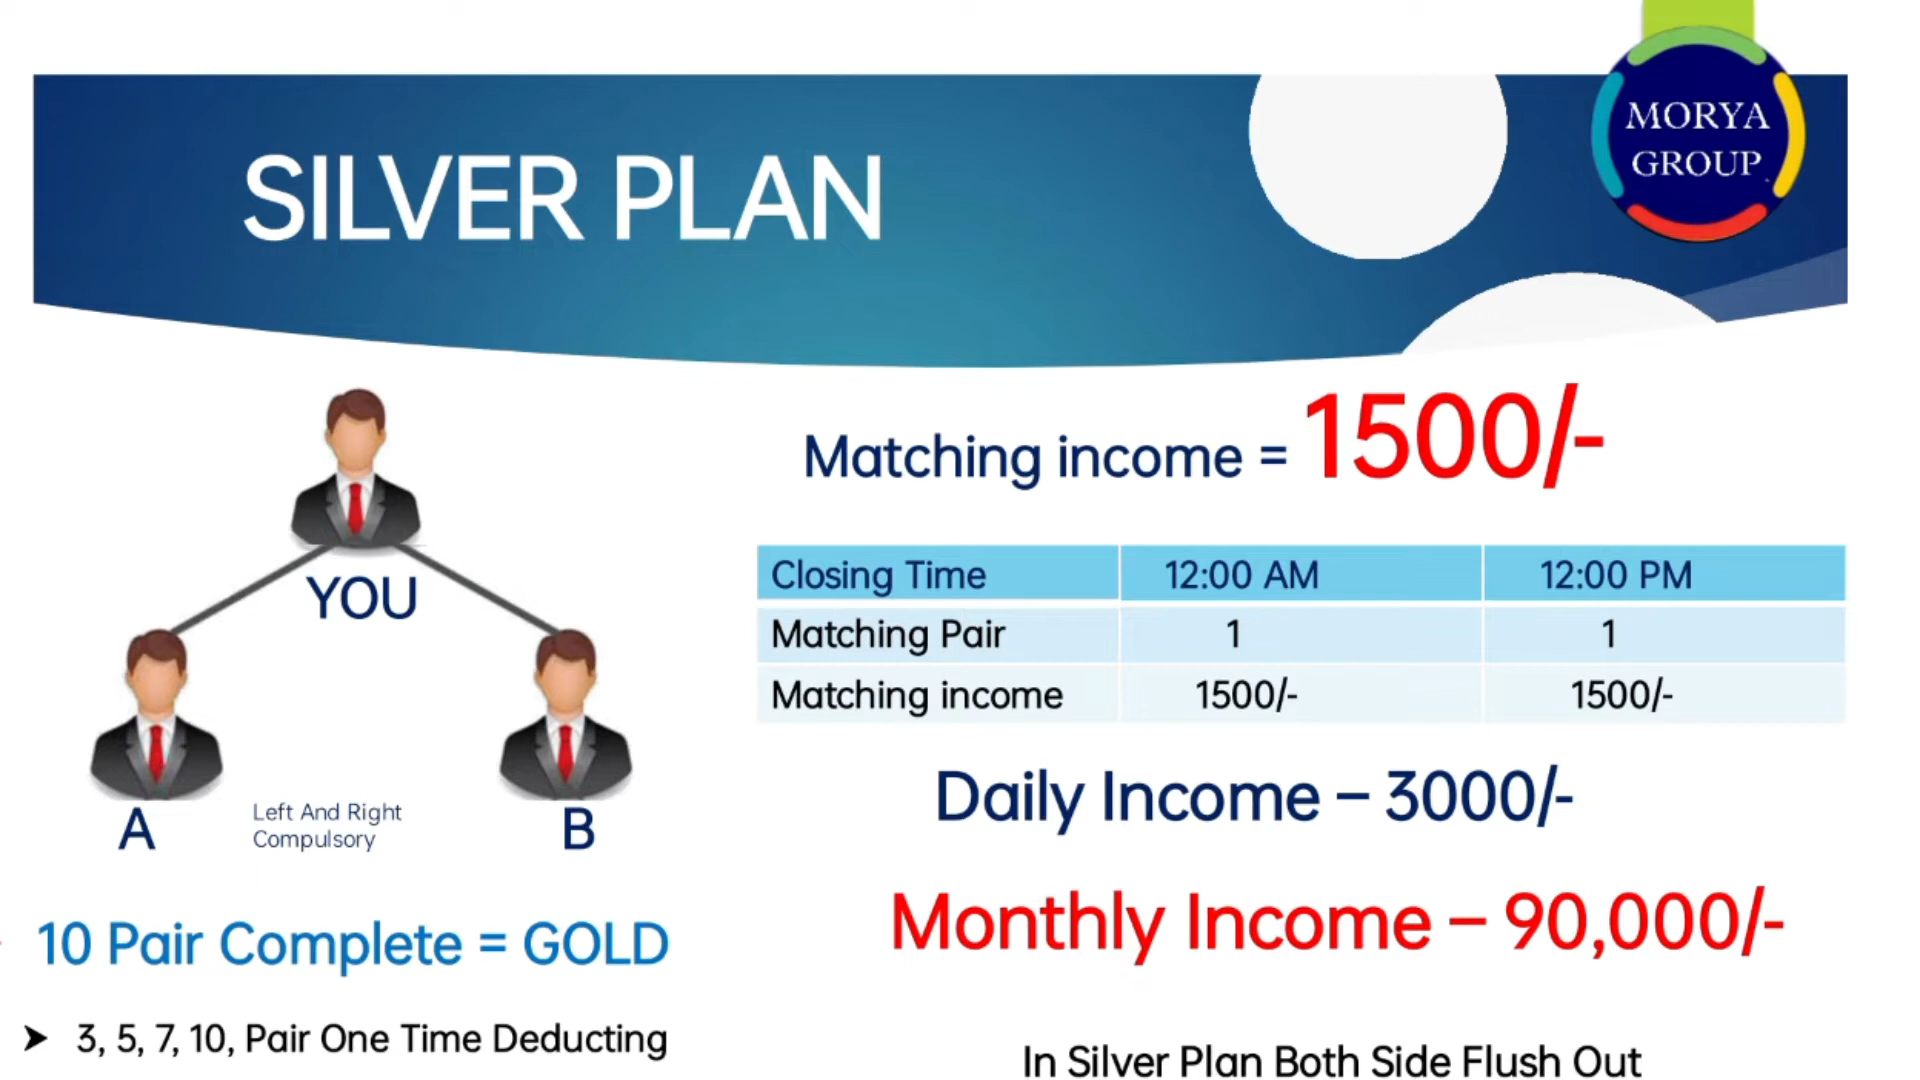 SILVER PLAN
MORYA
GROUP
Matching income = 1500/-
YOU
Closing Time 12:00 AM 12:00 PM
Matching Pair 1 1
Matching income 1500/- 1500/-
A
Left And Right
Compulsory
B
Daily Income – 3000/-
10 Pair Complete = GOLD
Monthly Income – 90,000/-
➤ 3, 5, 7, 10, Pair One Time Deducting
In Silver Plan Both Side Flush Out